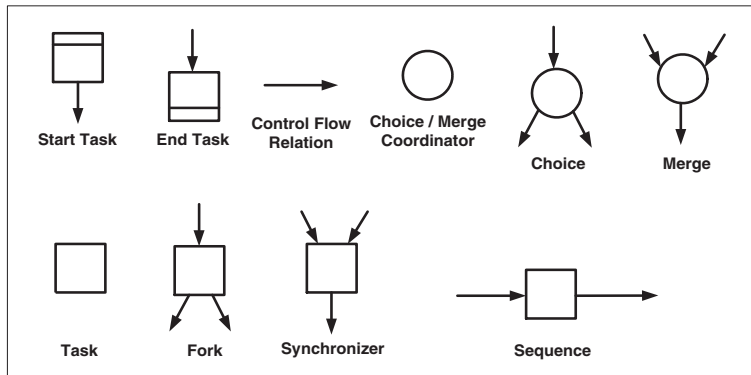 Start Task
End Task
Control Flow
Relation
Choice / Merge
Coordinator
Choice
Merge
Task
Fork
Synchronizer
Sequence